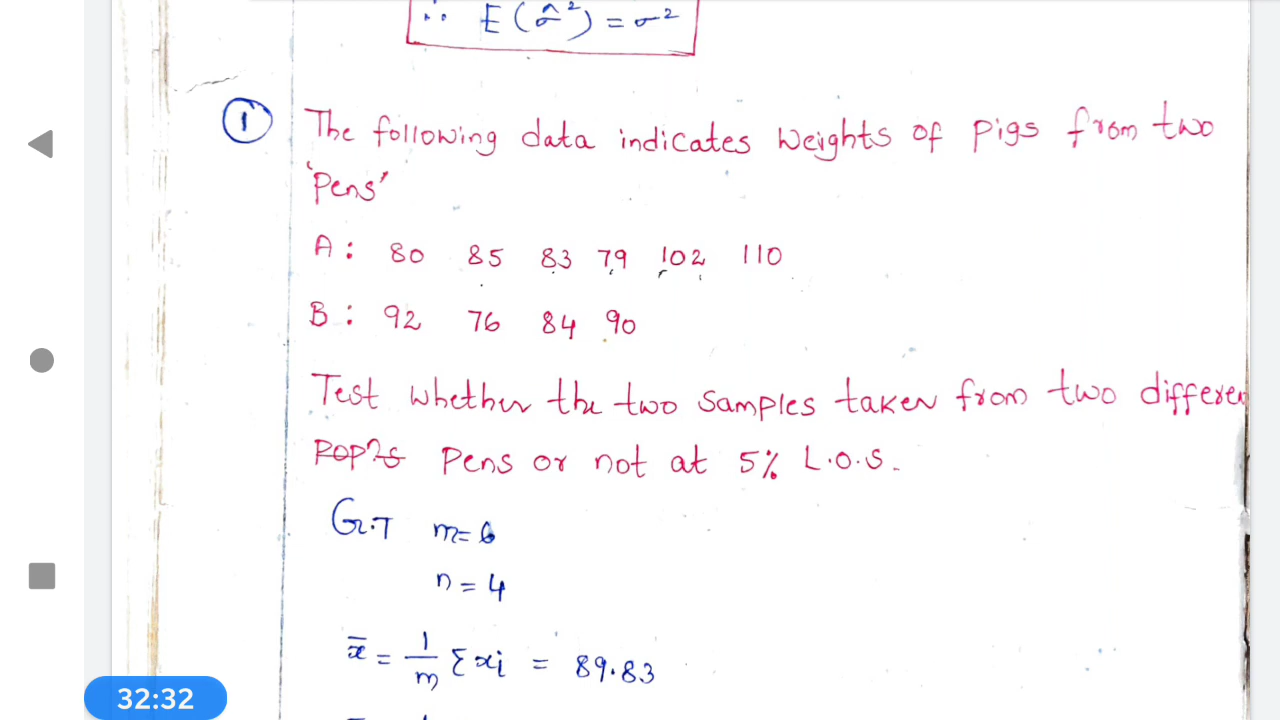 ∴ E(σ̂²) = σ²
① The following data indicates weights of pigs from two
'Pens'
A : 80 85 83 79 102 110
B : 92 76 84 90
Test whether the two samples taken from two differen
Pens or not at 5% L.O.S.
G.T m = 6
n = 4
x̄ = 1/m Σxi = 89.83
32:32